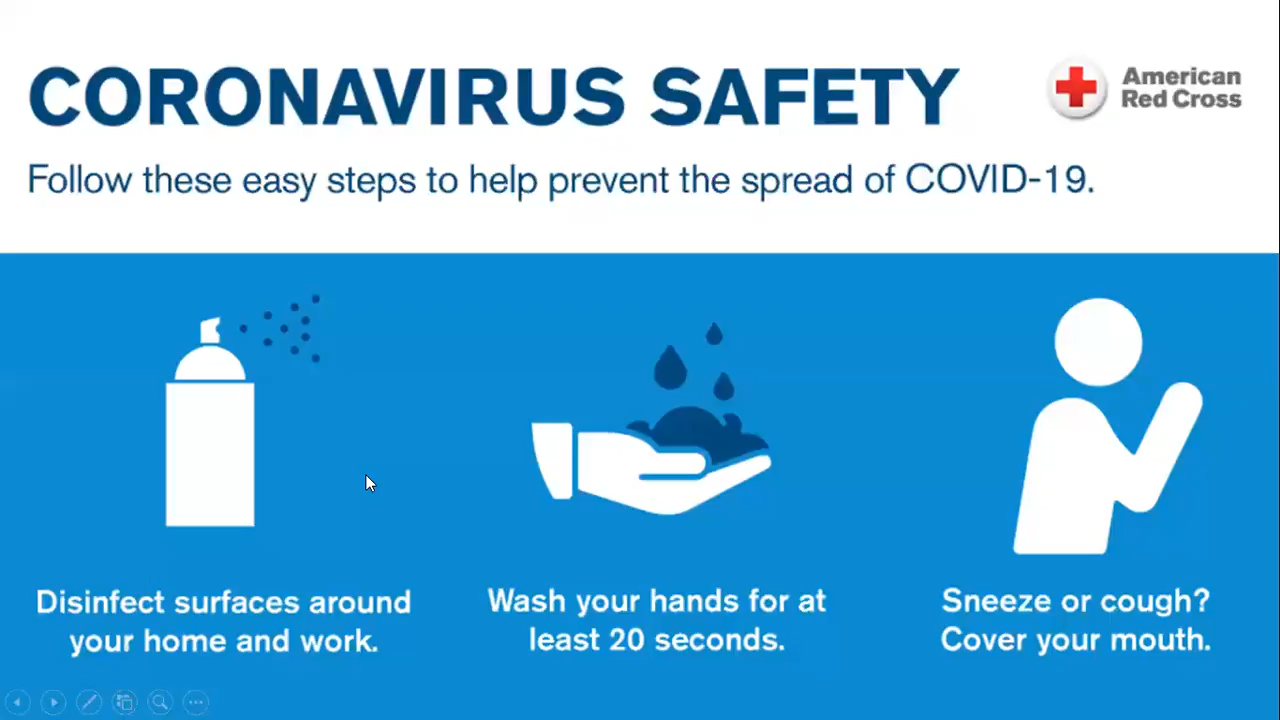 CORONAVIRUS SAFETY
American
Red Cross
Follow these easy steps to help prevent the spread of COVID-19.
Disinfect surfaces around
your home and work.
Wash your hands for at
least 20 seconds.
Sneeze or cough?
Cover your mouth.